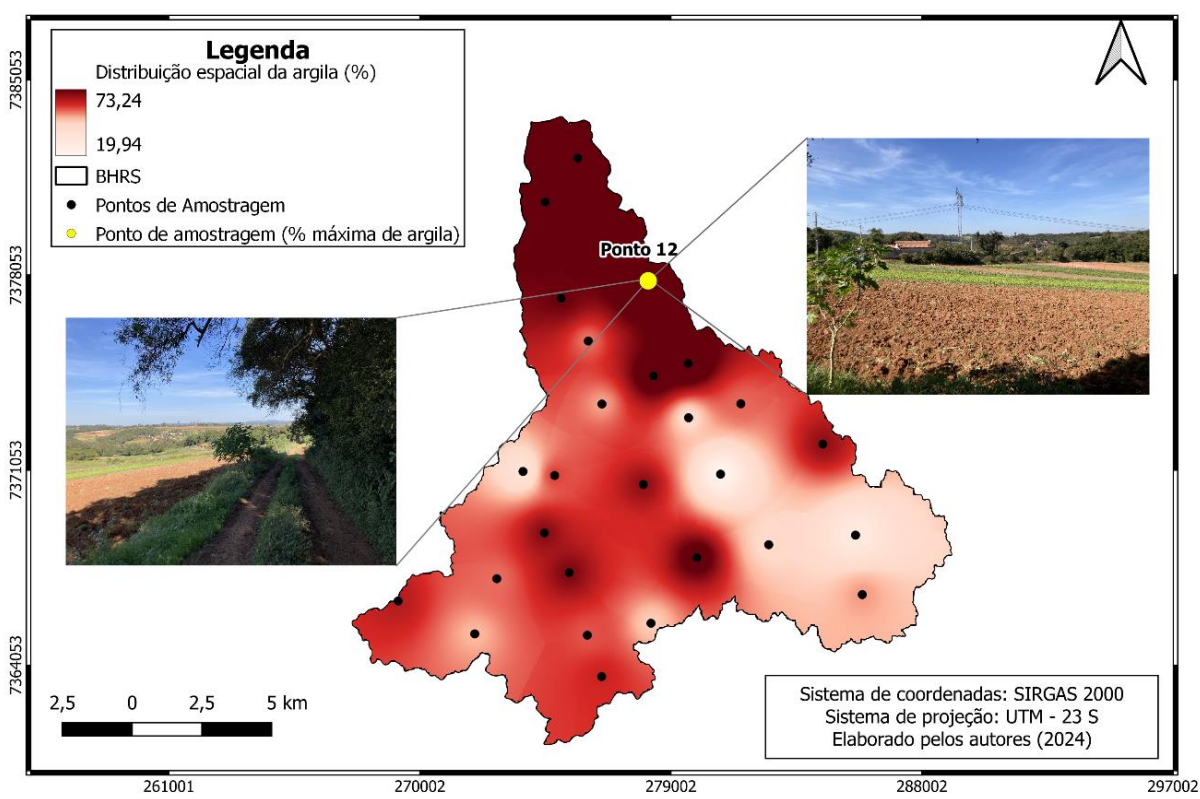 Legenda
Distribuição espacial da argila (%)
73,24
19,94
BHRS
Pontos de Amostragem
Ponto de amostragem (% máxima de argila)
Ponto 12
7385053
7378053
7371053
7364053
2,5 0 2,5 5 km
Sistema de coordenadas: SIRGAS 2000
Sistema de projeção: UTM - 23 S
Elaborado pelos autores (2024)
261001 270002 279002 288002 297002